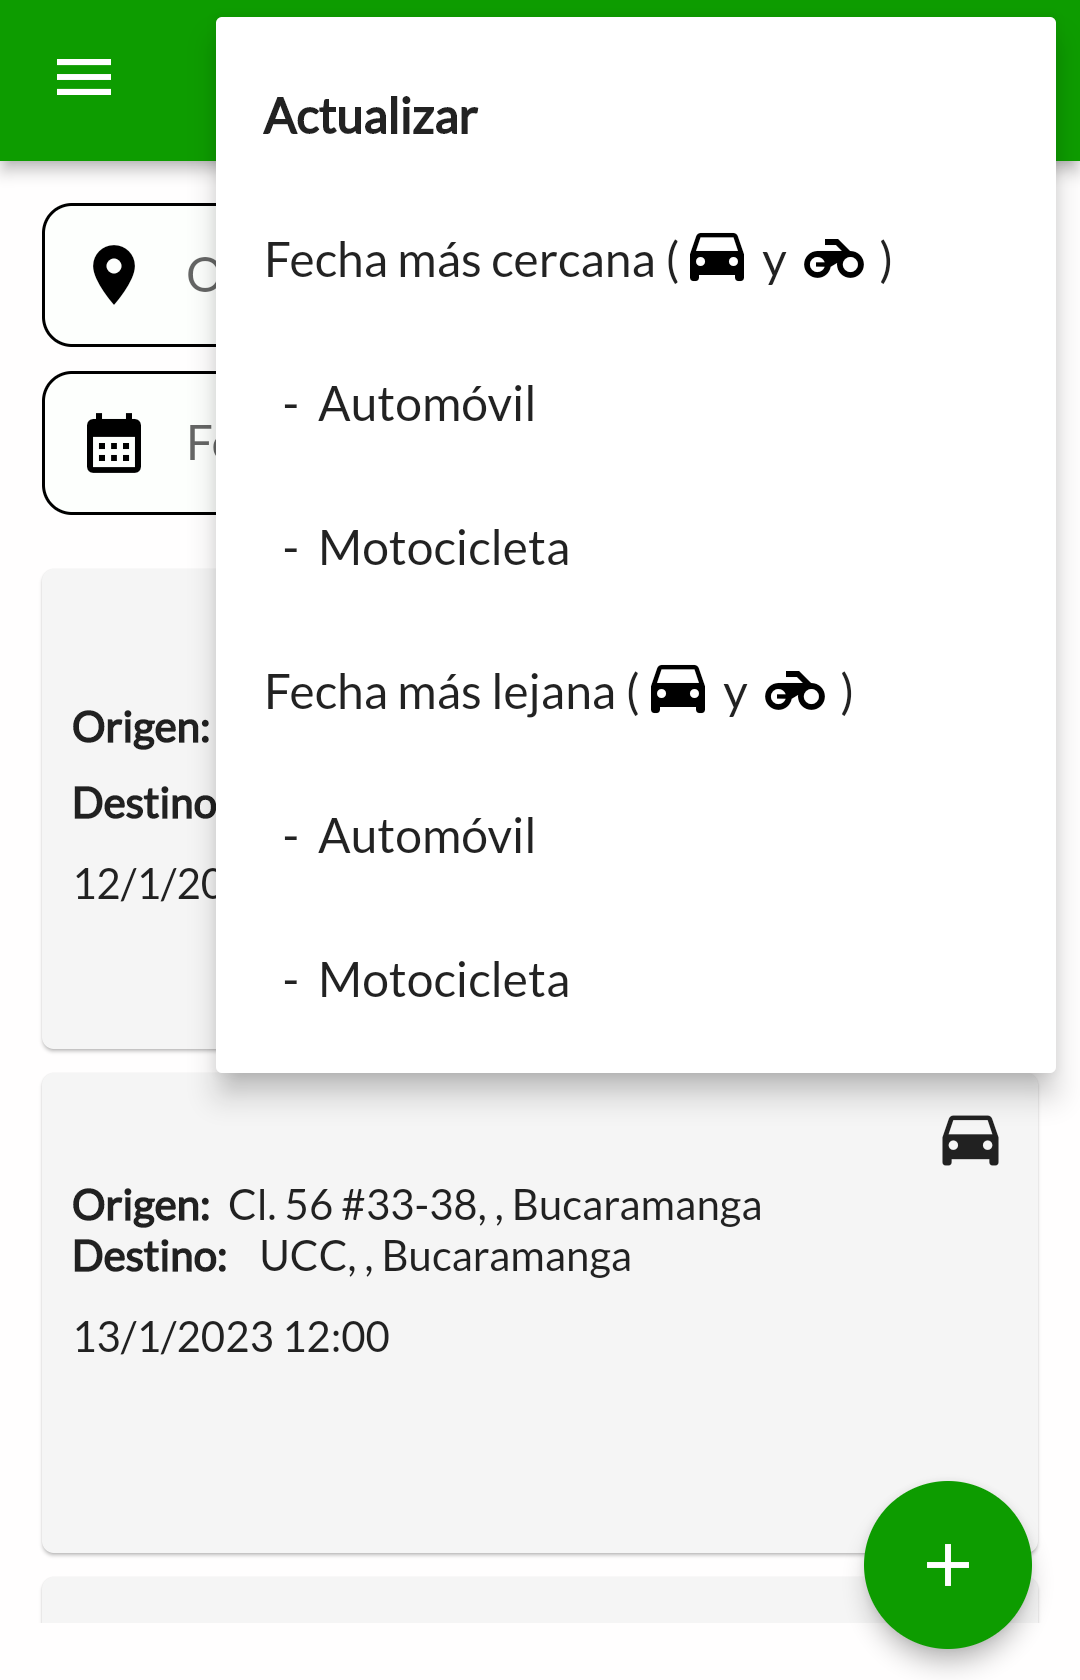 Actualizar
Fecha más cercana ( y )
- Automóvil
- Motocicleta
Fecha más lejana ( y )
- Automóvil
- Motocicleta
Origen:
Destino
12/1/20
Origen: Cl. 56 #33-38, , Bucaramanga
Destino: UCC, , Bucaramanga
13/1/2023 12:00